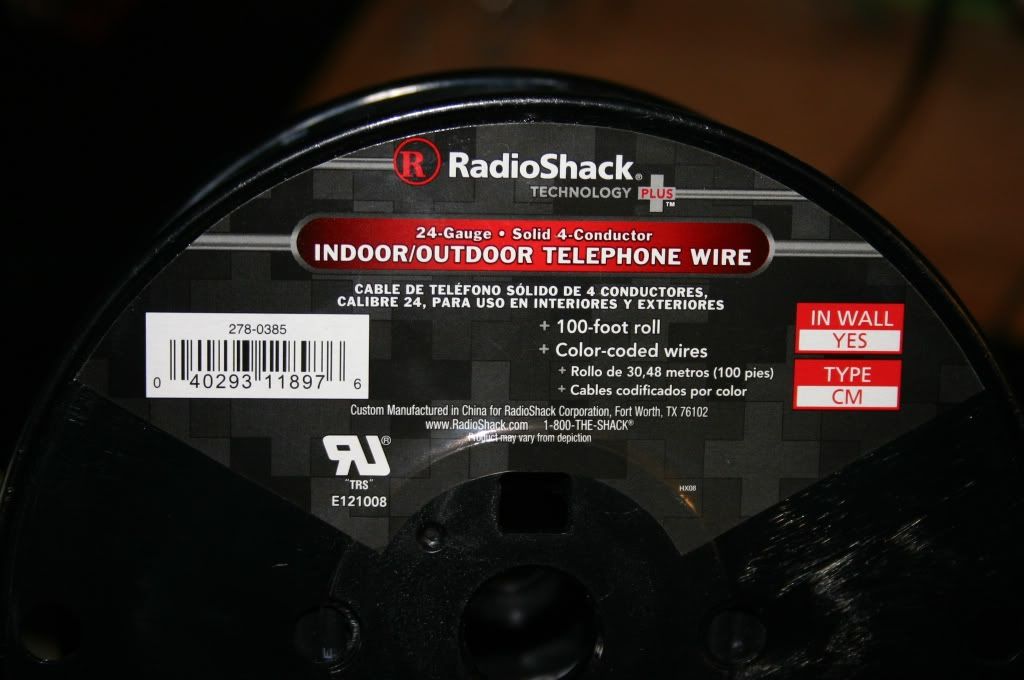 R RadioShack®
TECHNOLOGY PLUS™
24-Gauge • Solid 4-Conductor
INDOOR/OUTDOOR TELEPHONE WIRE
CABLE DE TELÉFONO SÓLIDO DE 4 CONDUCTORES,
CALIBRE 24, PARA USO EN INTERIORES Y EXTERIORES
278-0385
0 40293 11897 6
+ 100-foot roll
+ Color-coded wires
+ Rollo de 30,48 metros (100 pies)
+ Cables codificados por color
IN WALL
YES
TYPE
CM
Custom Manufactured in China for RadioShack Corporation, Fort Worth, TX 76102
www.RadioShack.com 1-800-THE-SHACK®
Product may vary from depiction
RU®
"TRS"
E121008
HX08